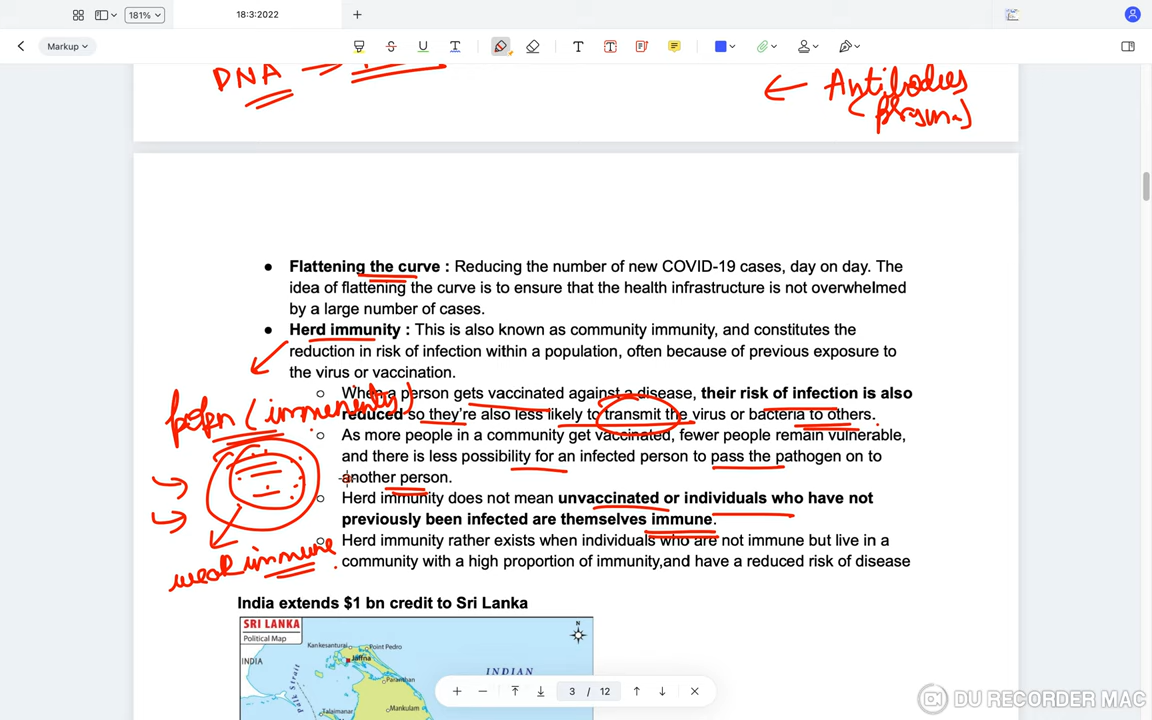 181%
18:3:2022
Markup
DNA
Antibodies
(plasma)
● Flattening the curve : Reducing the number of new COVID-19 cases, day on day. The
idea of flattening the curve is to ensure that the health infrastructure is not overwhelmed
by a large number of cases.
● Herd immunity : This is also known as community immunity, and constitutes the
reduction in risk of infection within a population, often because of previous exposure to
the virus or vaccination.
○ When a person gets vaccinated against a disease, their risk of infection is also
reduced so they're also less likely to transmit the virus or bacteria to others.
○ As more people in a community get vaccinated, fewer people remain vulnerable,
and there is less possibility for an infected person to pass the pathogen on to
another person.
○ Herd immunity does not mean unvaccinated or individuals who have not
previously been infected are themselves immune.
○ Herd immunity rather exists when individuals who are not immune but live in a
community with a high proportion of immunity,and have a reduced risk of disease
popn (immunity)
weak immune
India extends $1 bn credit to Sri Lanka
SRI LANKA
Political Map
N
Kankesanturai
Point Pedro
INDIA
Jaffna
INDIAN
Paranthan
Palk Strait
Mankulam
Talaimanar
3 / 12
DU RECORDER MAC